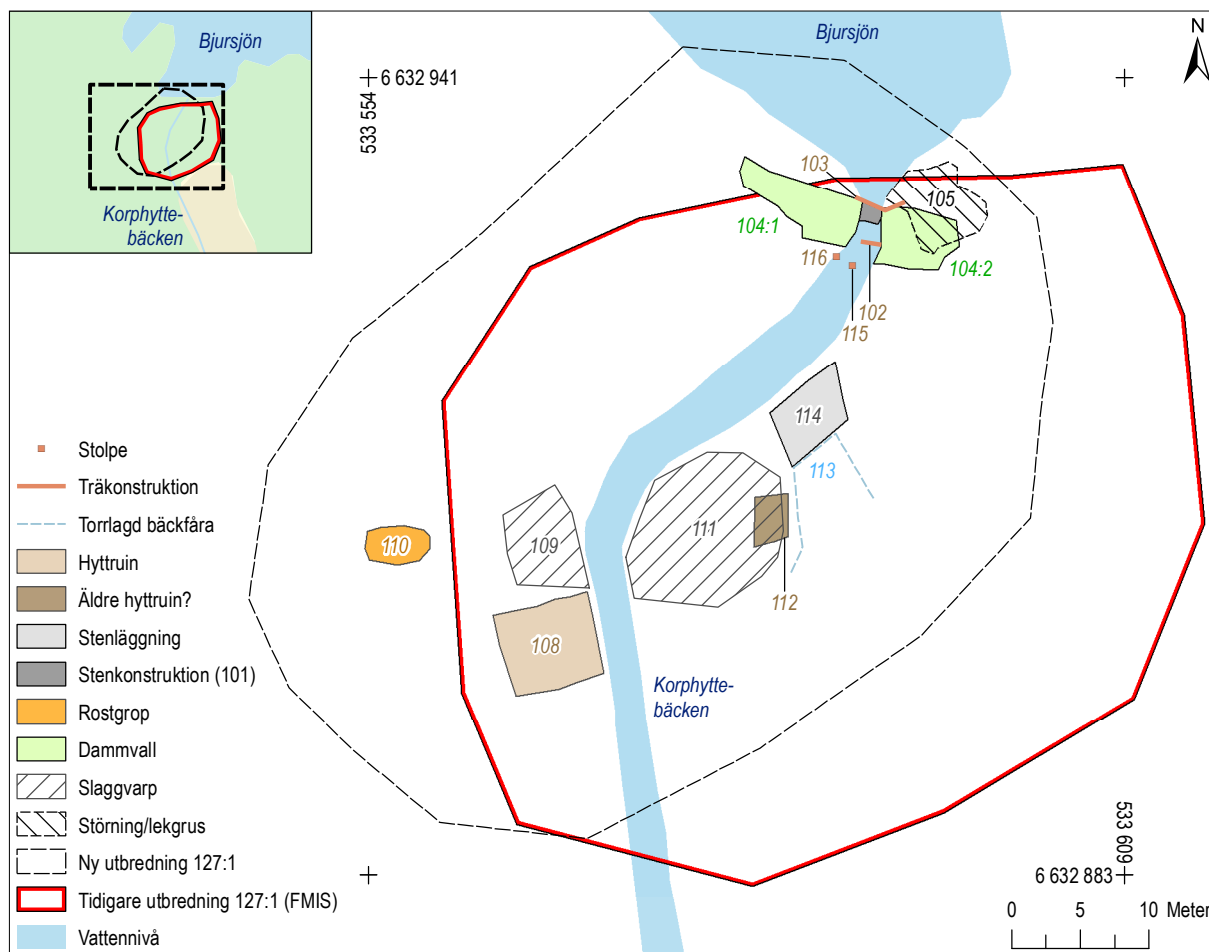 Bjursjön
Korphytte-
bäcken
Bjursjön
N
6 632 941
533 554
103
105
104:1
104:2
116
102
115
114
113
111
109
110
112
108
Korphytte-
bäcken
Stolpe
Träkonstruktion
Torrlagd bäckfåra
Hyttruin
Äldre hyttruin?
Stenläggning
Stenkonstruktion (101)
Rostgrop
Dammvall
Slaggvarp
Störning/lekgrus
Ny utbredning 127:1
Tidigare utbredning 127:1 (FMIS)
Vattennivå
533 609
6 632 883
0 5 10 Meter